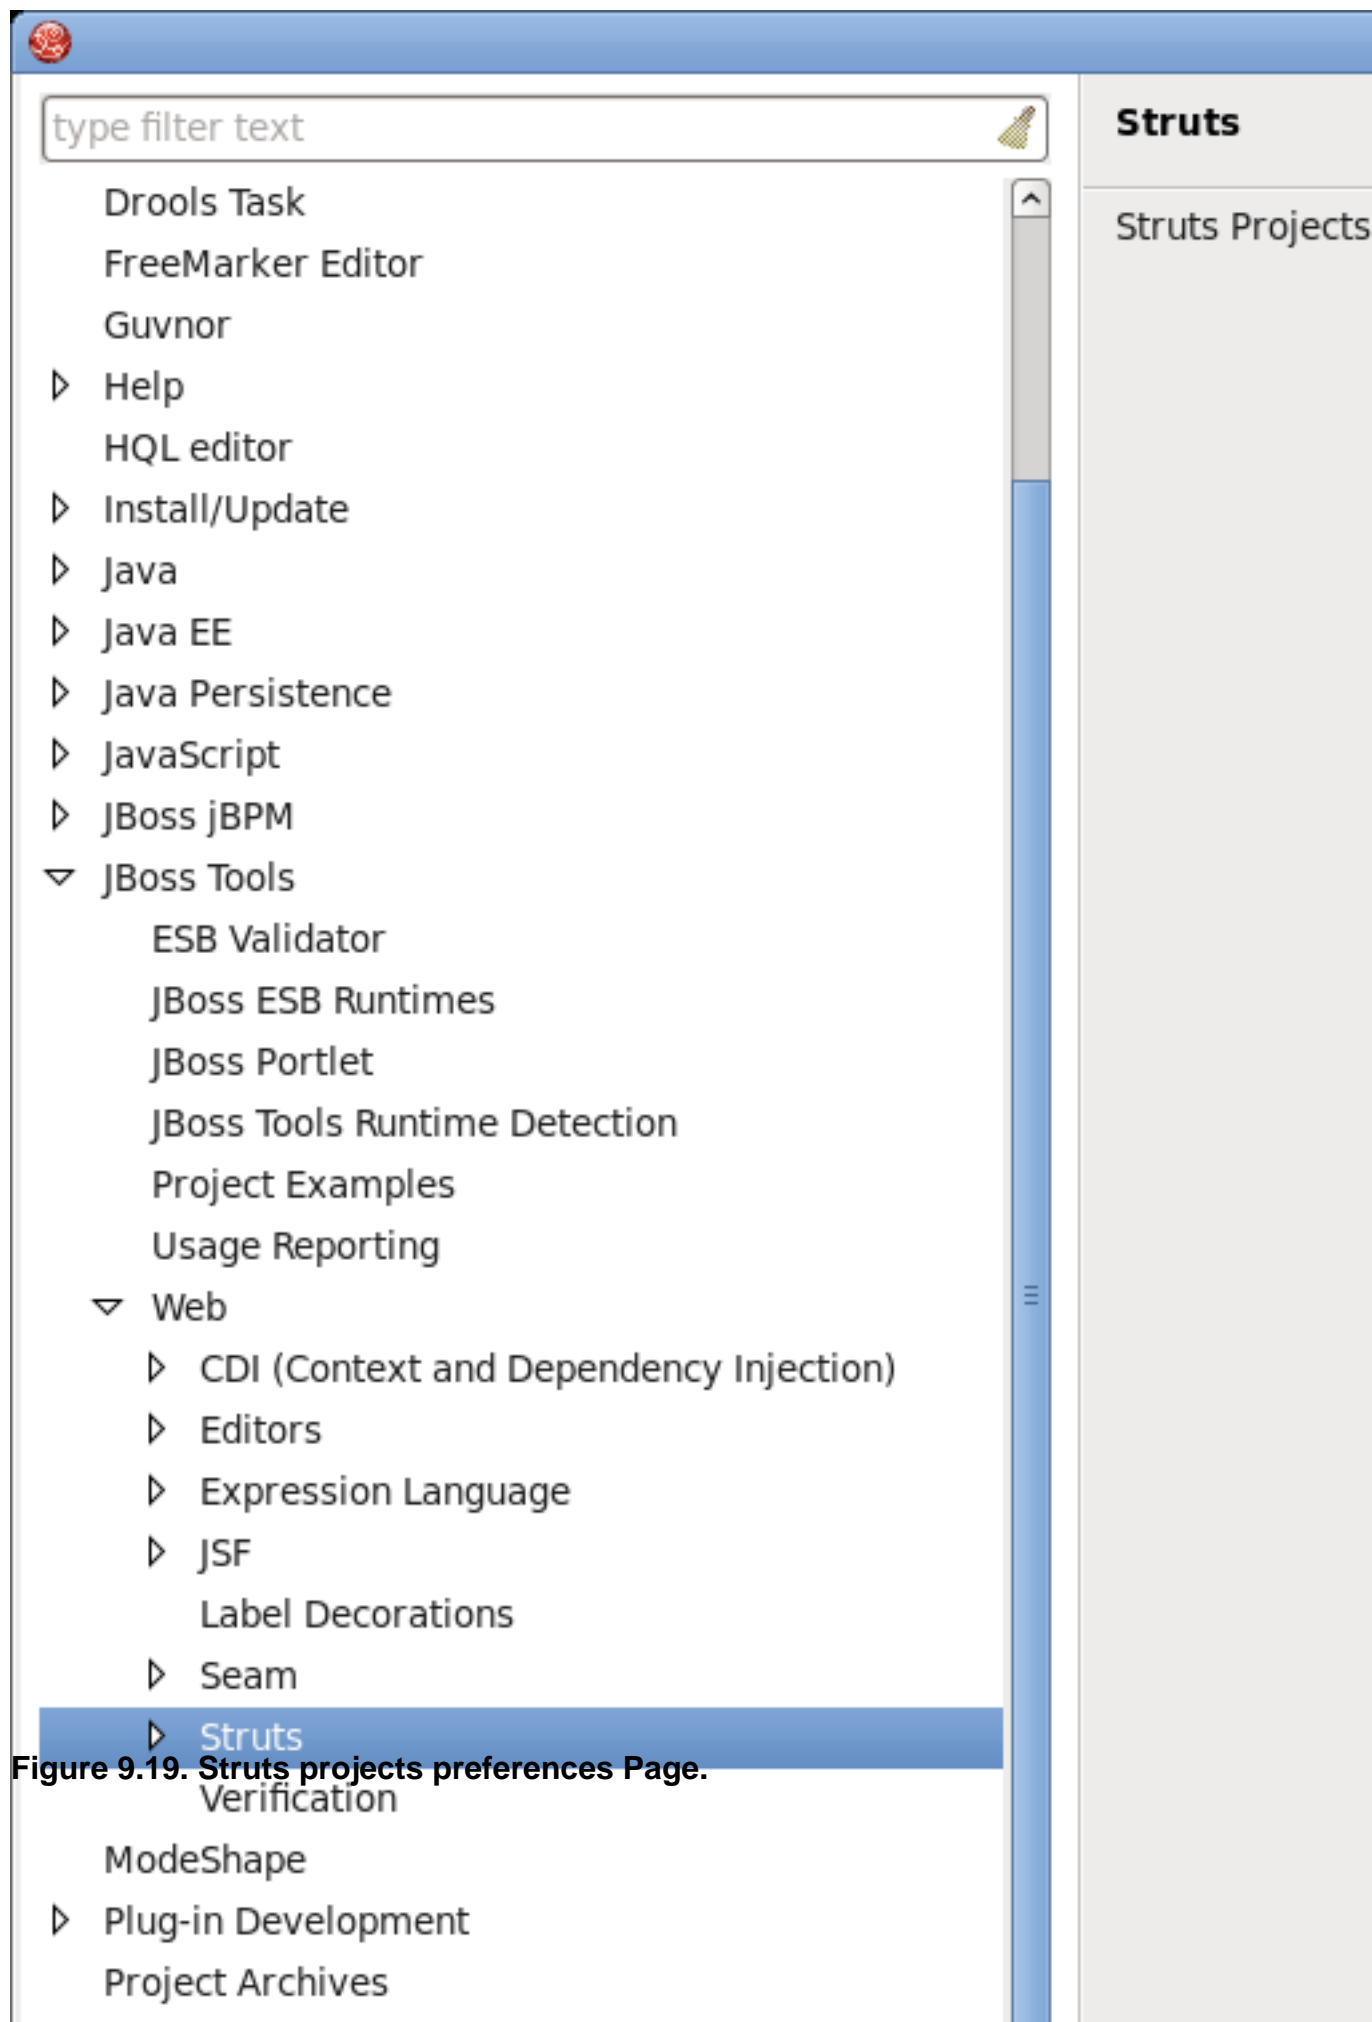 type filter text
Struts
Drools Task
Struts Projects
FreeMarker Editor
Guvnor
Help
HQL editor
Install/Update
Java
Java EE
Java Persistence
JavaScript
JBoss jBPM
JBoss Tools
ESB Validator
JBoss ESB Runtimes
JBoss Portlet
JBoss Tools Runtime Detection
Project Examples
Usage Reporting
Web
CDI (Context and Dependency Injection)
Editors
Expression Language
JSF
Label Decorations
Seam
Struts
Figure 9.19. Struts projects preferences Page.
Verification
ModeShape
Plug-in Development
Project Archives